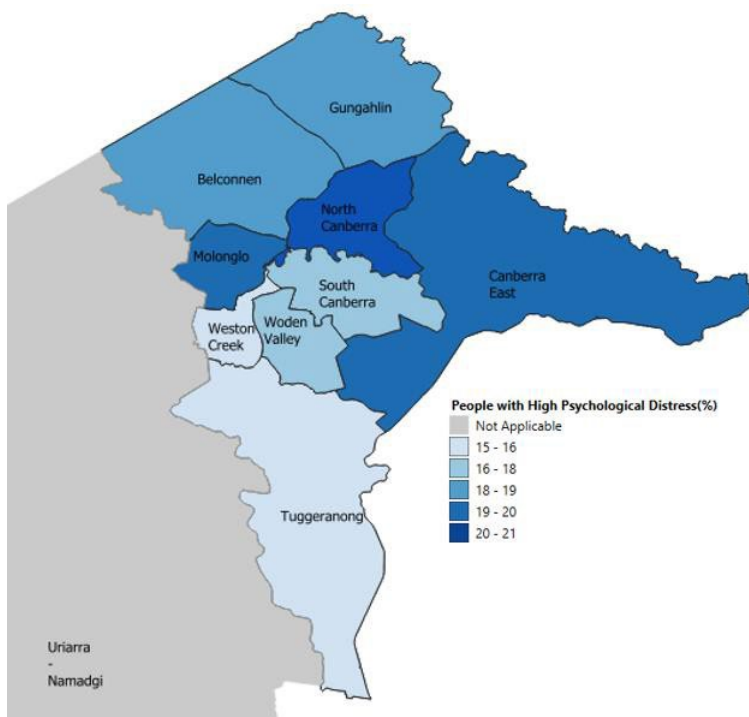 Gungahlin
Belconnen
North
Canberra
Molonglo
Canberra
East
South
Canberra
Weston
Creek
Woden
Valley
People with High Psychological Distress(%)
Not Applicable
15 - 16
16 - 18
18 - 19
19 - 20
20 - 21
Tuggeranong
Uriarra
-
Namadgi